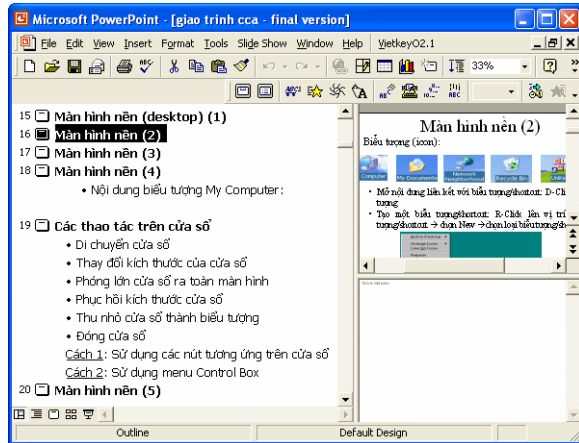 Microsoft PowerPoint - [giao trinh cca - final version]
File Edit View Insert Format Tools Slide Show Window Help Vietkey02.1
33%
15 Màn hình nền (desktop) (1)
16 Màn hình nền (2)
17 Màn hình nền (3)
18 Màn hình nền (4)
• Nội dung biểu tượng My Computer:
19 Các thao tác trên cửa sổ
• Di chuyển cửa sổ
• Thay đổi kích thước của cửa sổ
• Phóng lớn cửa sổ ra toàn màn hình
• Phục hồi kích thước cửa sổ
• Thu nhỏ cửa sổ thành biểu tượng
• Đóng cửa sổ
Cách 1: Sử dụng các nút tương ứng trên cửa sổ
Cách 2: Sử dụng menu Control Box
20 Màn hình nền (5)
Màn hình nền (2)
Biểu tượng (icon):
Computer My Documents Network Neighborhood Recycle Bin
• Mở nội dung liên kết với biểu tượng/shortcut: D-Cli
tượng
• Tạo một biểu tượng/shortcut: R-Click lên vị trí
tượng/shortcut → chọn New → chọn loại biểu tượng/sh
Outline Default Design